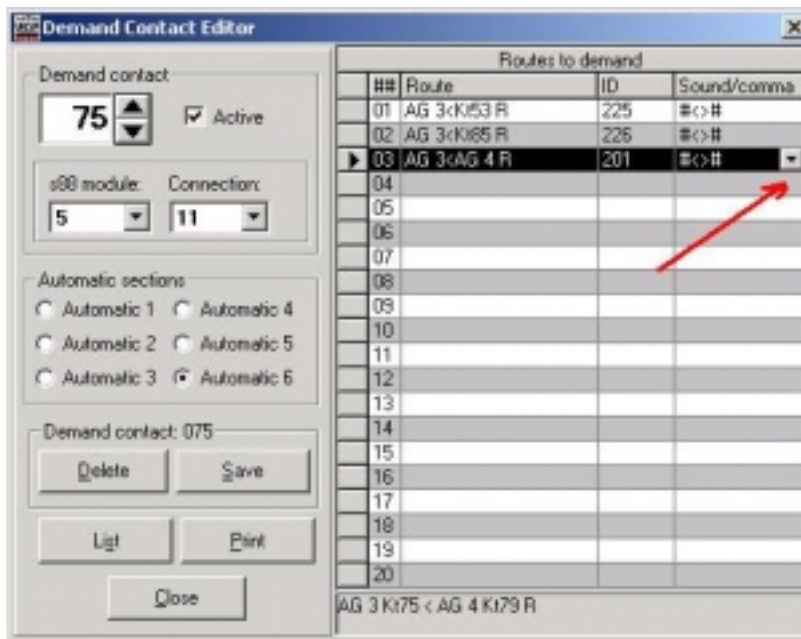 Demand Contact Editor
Demand contact
75
Active
s88 module: Connection:
5 11
Automatic sections
Automatic 1 Automatic 4
Automatic 2 Automatic 5
Automatic 3 Automatic 6
Demand contact: 075
Delete Save
List Print
Close
Routes to demand
## Route ID Sound/comma
01 AG 3<Kt53 R 225 #<>#
02 AG 3<Kt85 R 226 #<>#
03 AG 3<AG 4 R 201 #<>#
04
05
06
07
08
09
10
11
12
13
14
15
16
17
18
19
20
AG 3 Kt75 < AG 4 Kt79 R